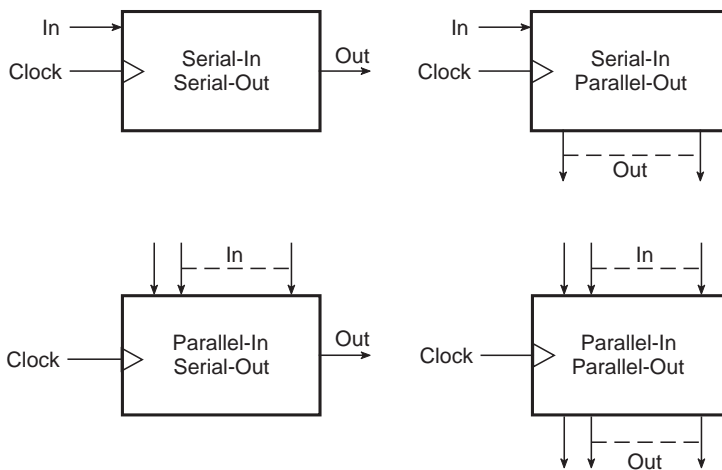 In
Clock
Serial-In
Serial-Out
Out
In
Clock
Serial-In
Parallel-Out
Out
In
Clock
Parallel-In
Serial-Out
Out
In
Clock
Parallel-In
Parallel-Out
Out